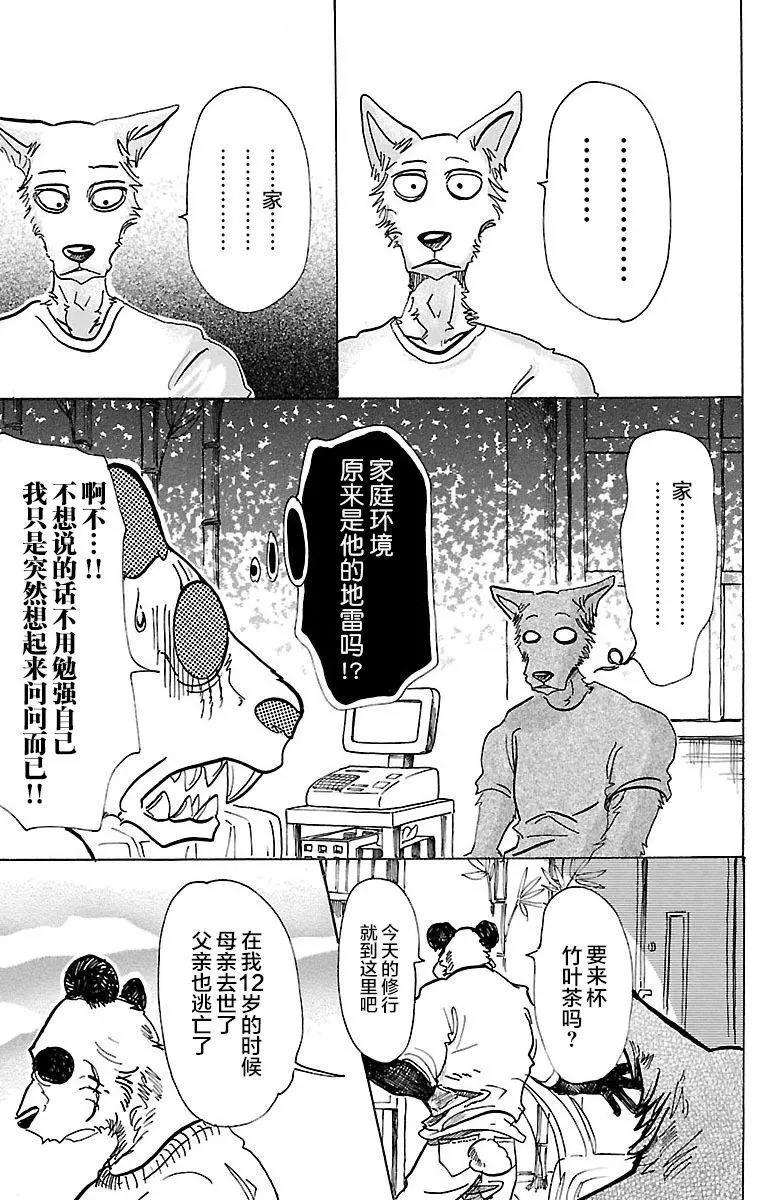 ………………
…………家…………
…………家…………
家庭环境
原来是他的地雷吗!?
啊不…!!
不想说的话不用勉强自己
我只是突然想起来问问而已!!
要来杯
竹叶茶吗?
今天的修行
就到这里吧
在我12岁的时候
母亲去世了
父亲也逃亡了